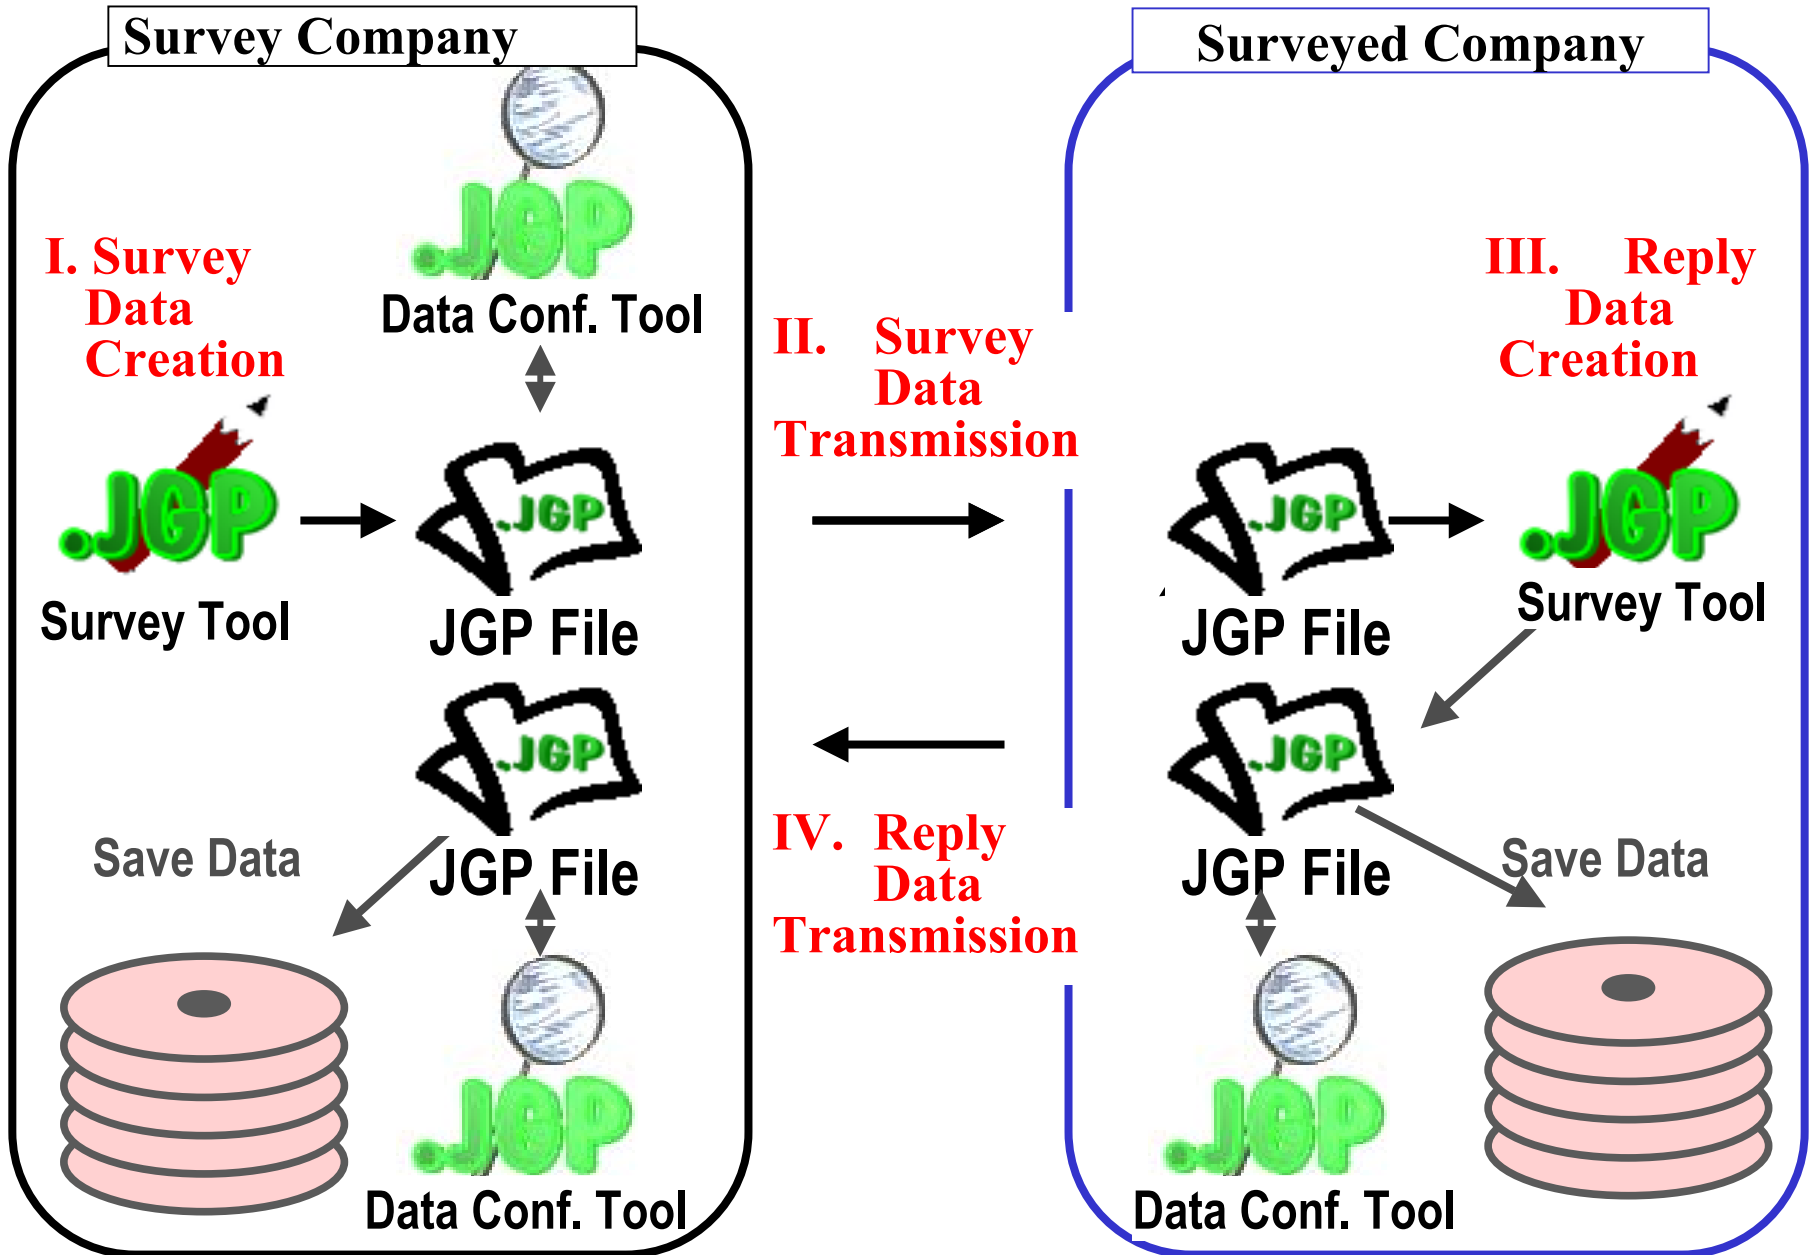 Survey Company
.JGP
Data Conf. Tool
I. Survey
Data
Creation
.JGP
Survey Tool
.JGP
JGP File
.JGP
JGP File
Save Data
.JGP
Data Conf. Tool
II. Survey
Data
Transmission
IV. Reply
Data
Transmission
Surveyed Company
III. Reply
Data
Creation
.JGP
JGP File
.JGP
Survey Tool
.JGP
JGP File
Save Data
.JGP
Data Conf. Tool